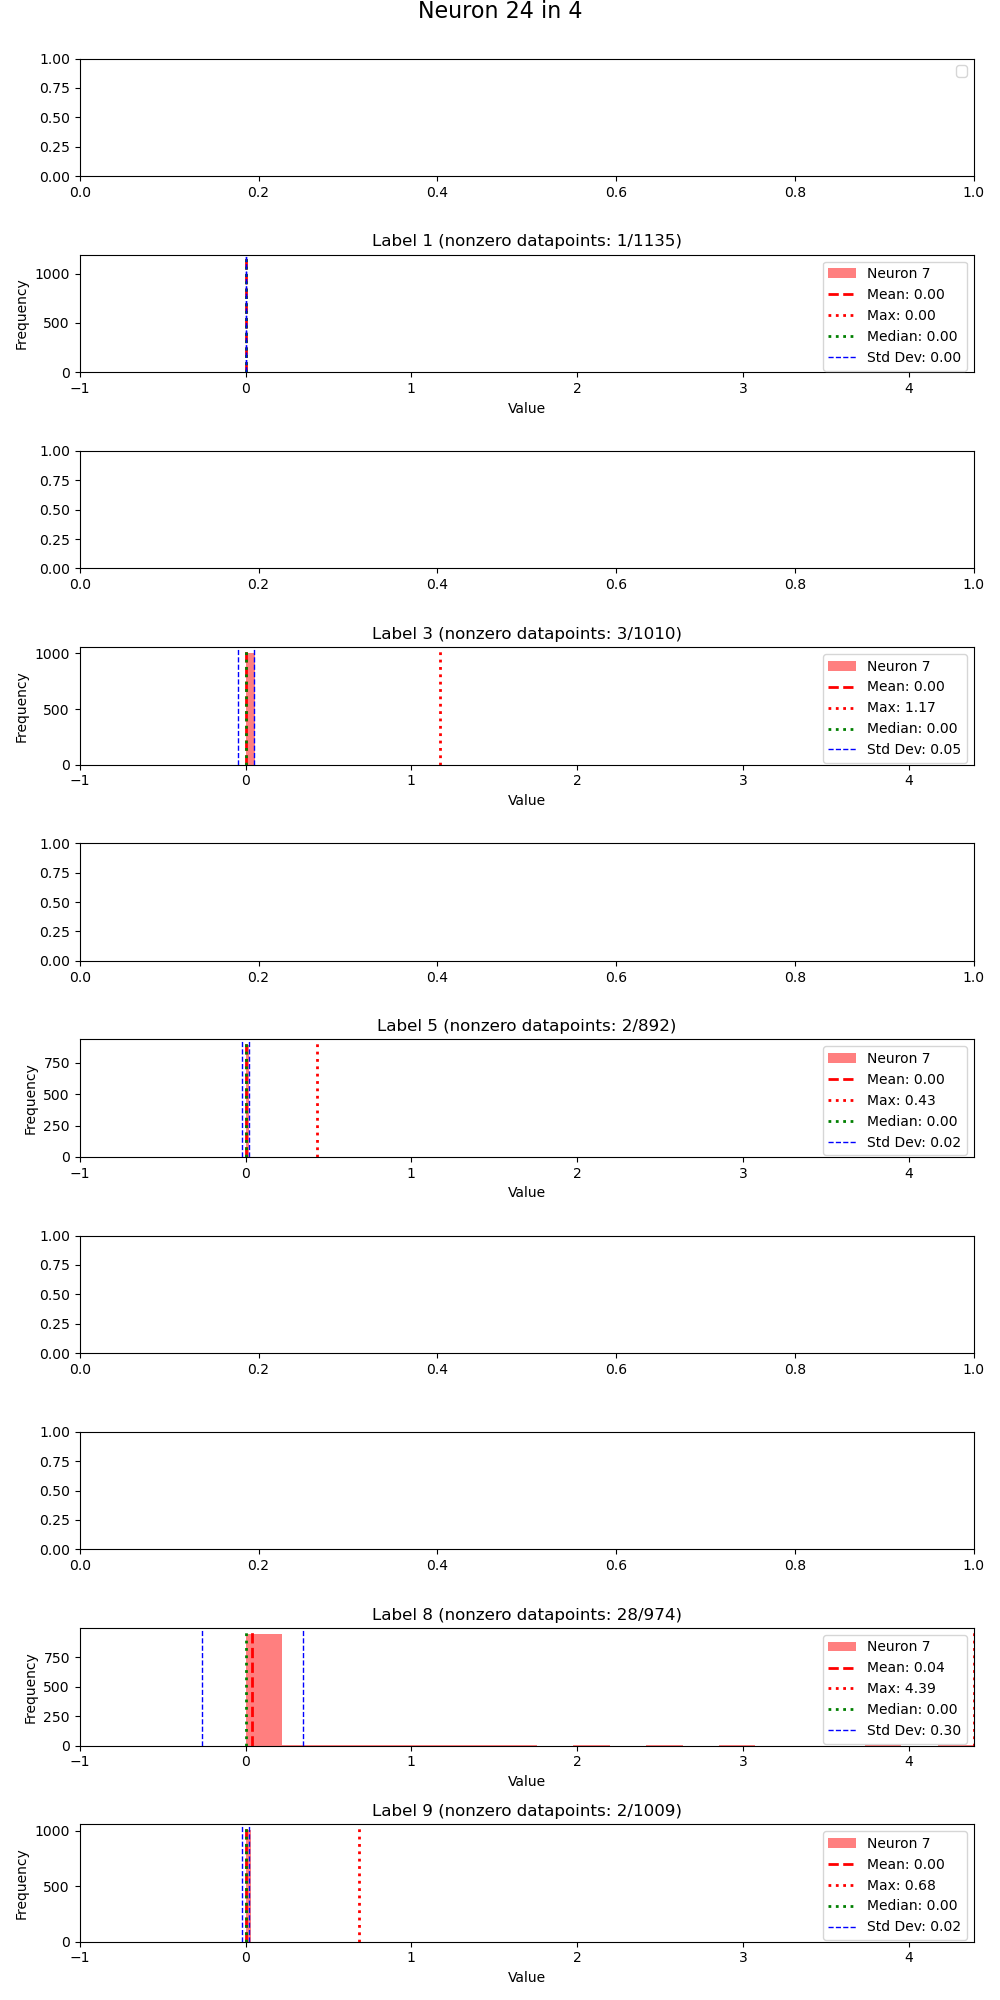 Neuron 24 in 4
1.00
0.75
0.50
0.25
0.00
0.0 0.2 0.4 0.6 0.8 1.0
Label 1 (nonzero datapoints: 1/1135)
Frequency
1000
500
0
Neuron 7
Mean: 0.00
Max: 0.00
Median: 0.00
Std Dev: 0.00
−1 0 1 2 3 4
Value
1.00
0.75
0.50
0.25
0.00
0.0 0.2 0.4 0.6 0.8 1.0
Label 3 (nonzero datapoints: 3/1010)
Frequency
1000
500
0
Neuron 7
Mean: 0.00
Max: 1.17
Median: 0.00
Std Dev: 0.05
−1 0 1 2 3 4
Value
1.00
0.75
0.50
0.25
0.00
0.0 0.2 0.4 0.6 0.8 1.0
Label 5 (nonzero datapoints: 2/892)
Frequency
750
500
250
0
Neuron 7
Mean: 0.00
Max: 0.43
Median: 0.00
Std Dev: 0.02
−1 0 1 2 3 4
Value
1.00
0.75
0.50
0.25
0.00
0.0 0.2 0.4 0.6 0.8 1.0
1.00
0.75
0.50
0.25
0.00
0.0 0.2 0.4 0.6 0.8 1.0
Label 8 (nonzero datapoints: 28/974)
Frequency
750
500
250
0
Neuron 7
Mean: 0.04
Max: 4.39
Median: 0.00
Std Dev: 0.30
−1 0 1 2 3 4
Value
Label 9 (nonzero datapoints: 2/1009)
Frequency
1000
500
0
Neuron 7
Mean: 0.00
Max: 0.68
Median: 0.00
Std Dev: 0.02
−1 0 1 2 3 4
Value